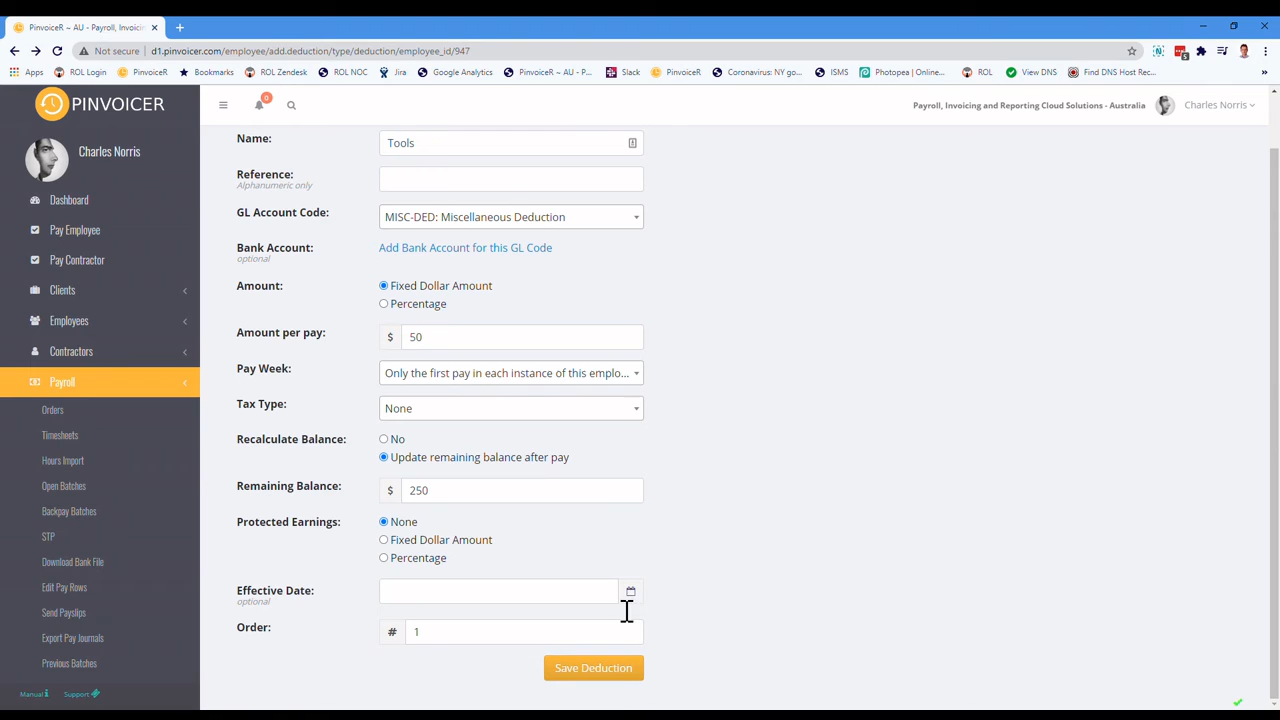 PinvoiceR ~ AU - Payroll, Invoicin
Not secure d1.pinvoicer.com/employee/add.deduction/type/deduction/employee_id/947
Apps ROL Login PinvoiceR Bookmarks ROL Zendesk ROL NOC Jira Google Analytics PinvoiceR ~ AU - P... Slack PinvoiceR Coronavirus: NY go... ISMS Photopea | Online... ROL View DNS Find DNS Host Rec... »
PINVOICER
0
Payroll, Invoicing and Reporting Cloud Solutions - Australia
Charles Norris
Charles Norris
Dashboard
Pay Employee
Pay Contractor
Clients
Employees
Contractors
Payroll
Orders
Timesheets
Hours Import
Open Batches
Backpay Batches
STP
Download Bank File
Edit Pay Rows
Send Payslips
Export Pay Journals
Previous Batches
Manual
Support
Name: Tools
Reference:
Alphanumeric only
GL Account Code: MISC-DED: Miscellaneous Deduction
Bank Account: Add Bank Account for this GL Code
optional
Amount: Fixed Dollar Amount
Percentage
Amount per pay: $ 50
Pay Week: Only the first pay in each instance of this emplo...
Tax Type: None
Recalculate Balance: No
Update remaining balance after pay
Remaining Balance: $ 250
Protected Earnings: None
Fixed Dollar Amount
Percentage
Effective Date:
optional
Order: # 1
Save Deduction